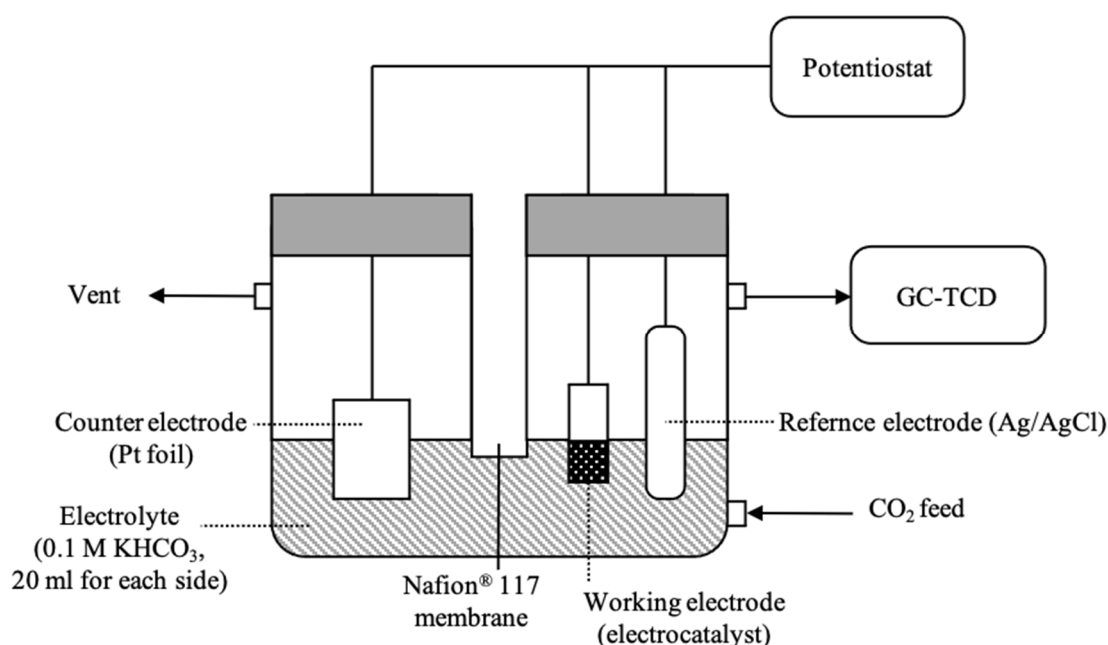 Potentiostat
Vent
GC-TCD
Counter electrode
(Pt foil)
Refernce electrode (Ag/AgCl)
CO₂ feed
Electrolyte
(0.1 M KHCO₃,
20 ml for each side)
Nafion® 117
membrane
Working electrode
(electrocatalyst)